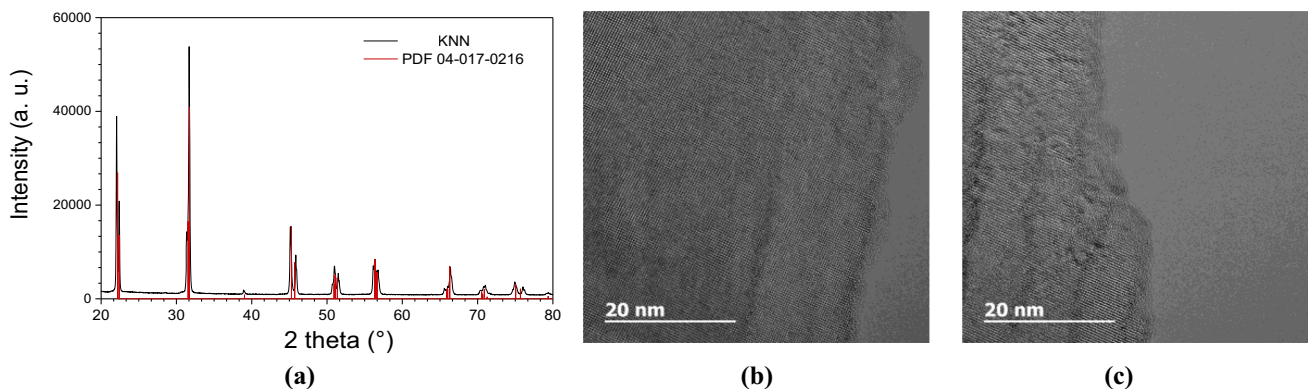 60000
40000
20000
0
Intensity (a. u.)
KNN
PDF 04-017-0216
20 30 40 50 60 70 80
2 theta (°)
20 nm
20 nm
(a) (b) (c)